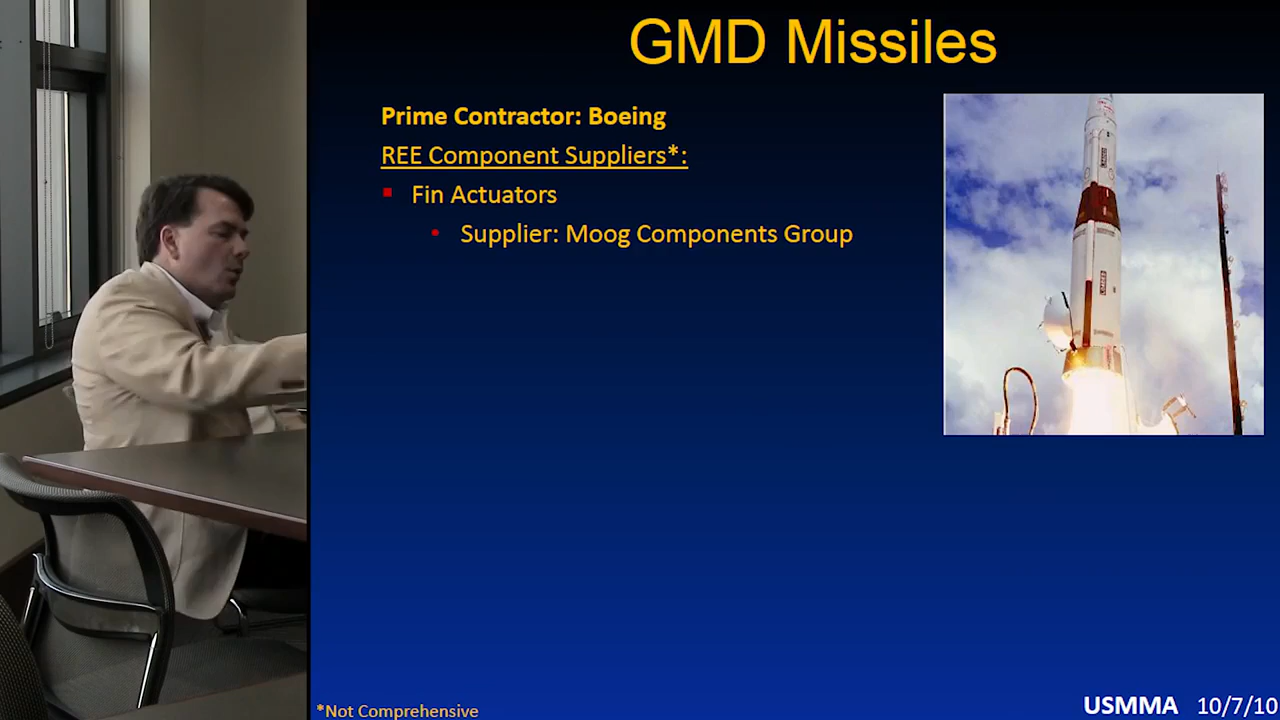 GMD Missiles
Prime Contractor: Boeing
REE Component Suppliers*:
Fin Actuators
Supplier: Moog Components Group
*Not Comprehensive
USMMA 10/7/10